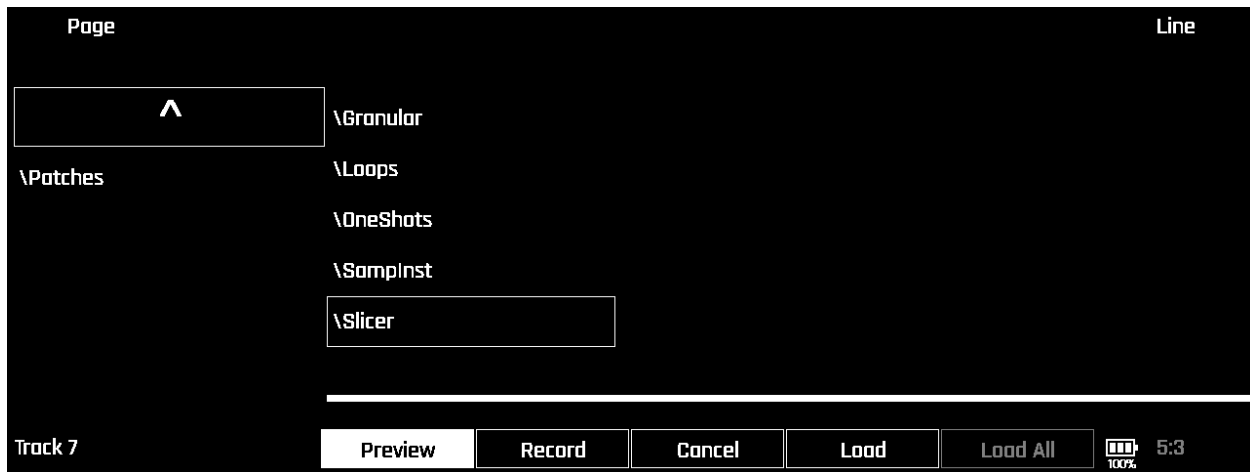 Page Line
^
\Granular
\Patches
\Loops
\OneShots
\SampInst
\Slicer
Track 7 Preview Record Cancel Load Load All 100% 5:3